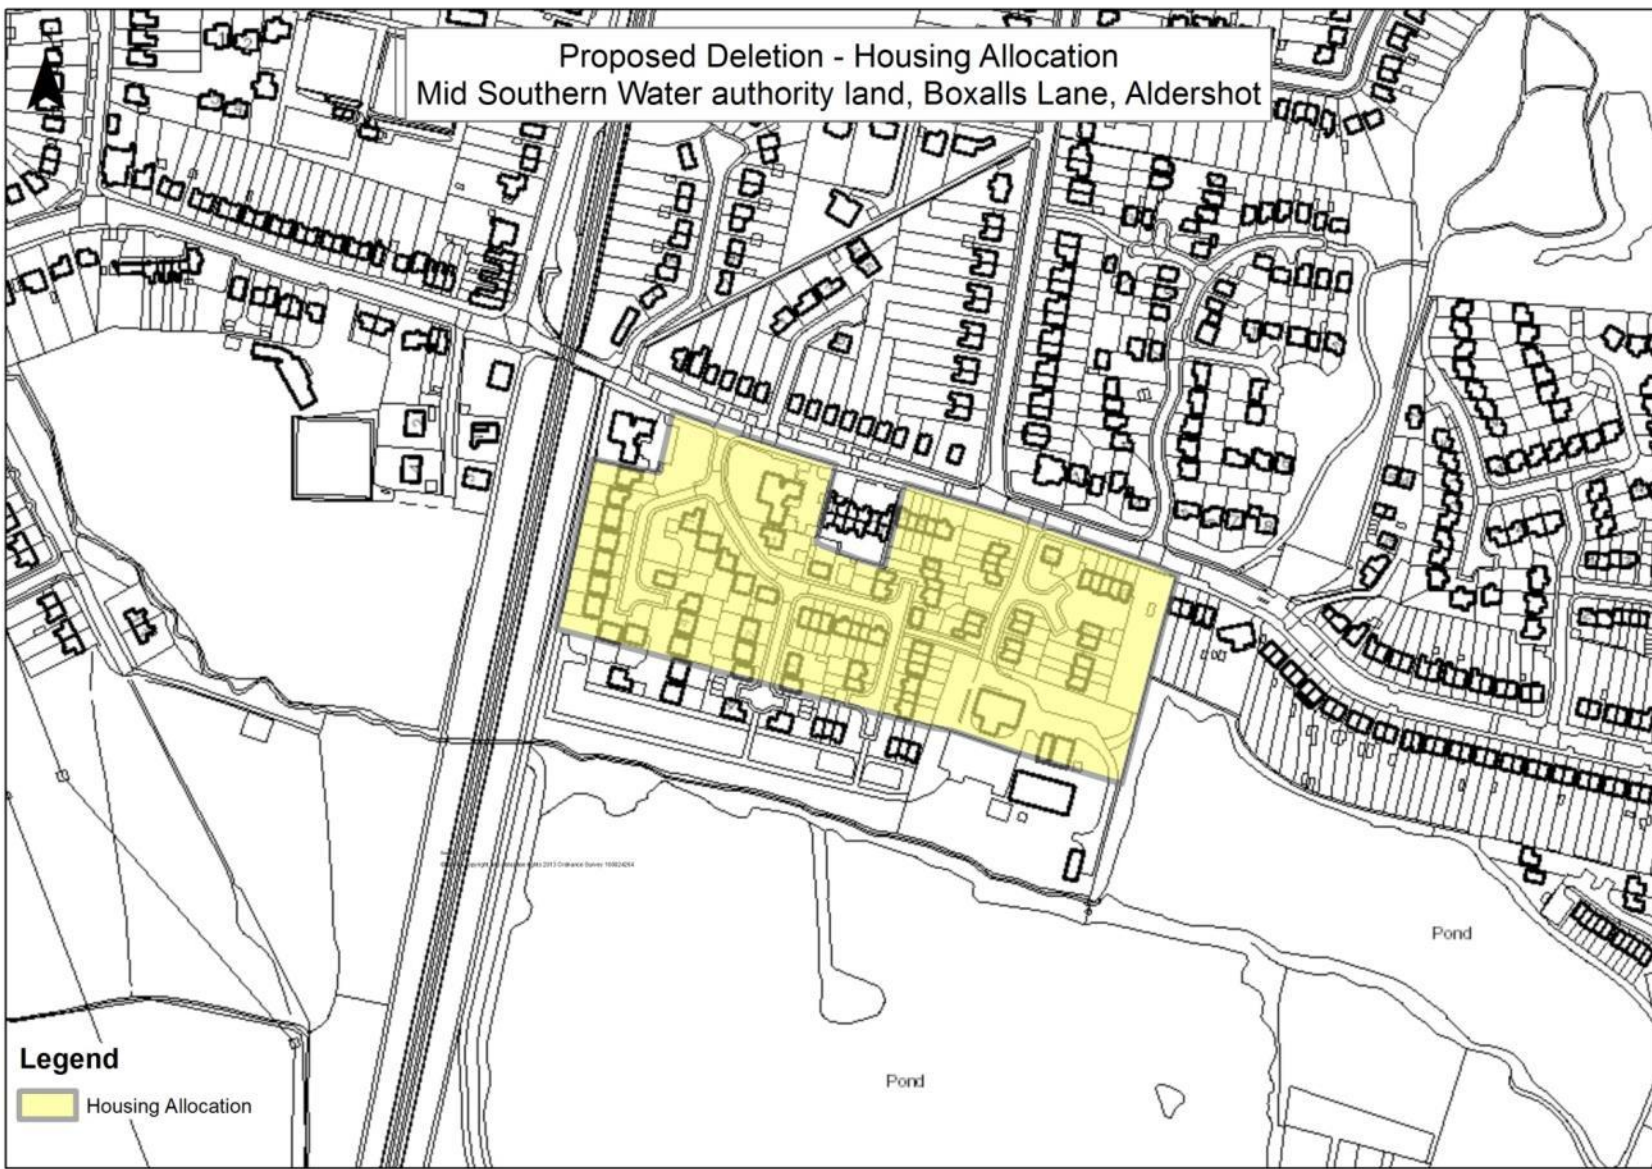 Proposed Deletion - Housing Allocation
Mid Southern Water authority land, Boxalls Lane, Aldershot
Pond
Pond
Legend
Housing Allocation